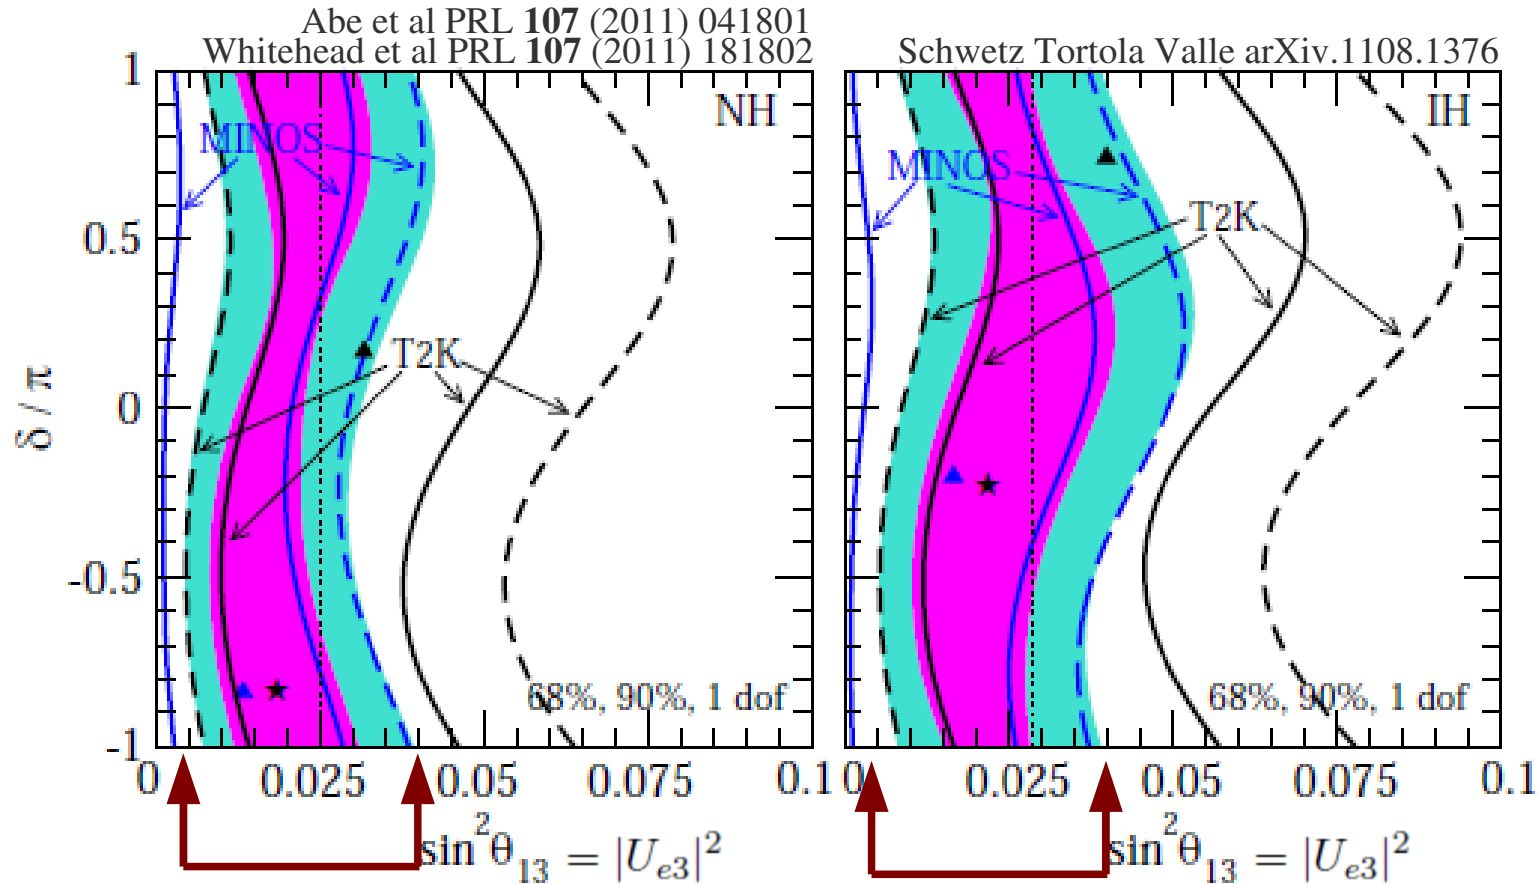 Abe et al PRL 107 (2011) 041801
Whitehead et al PRL 107 (2011) 181802
Schwetz Tortola Valle arXiv.1108.1376
NH
MINOS
T2K
68%, 90%, 1 dof
IH
MINOS
T2K
68%, 90%, 1 dof
δ / π
1
0.5
0
-0.5
-1
0 0.025 0.05 0.075 0.1
0 0.025 0.05 0.075 0.1
sin²θ₁₃ = |Uₑ₃|²
sin²θ₁₃ = |Uₑ₃|²